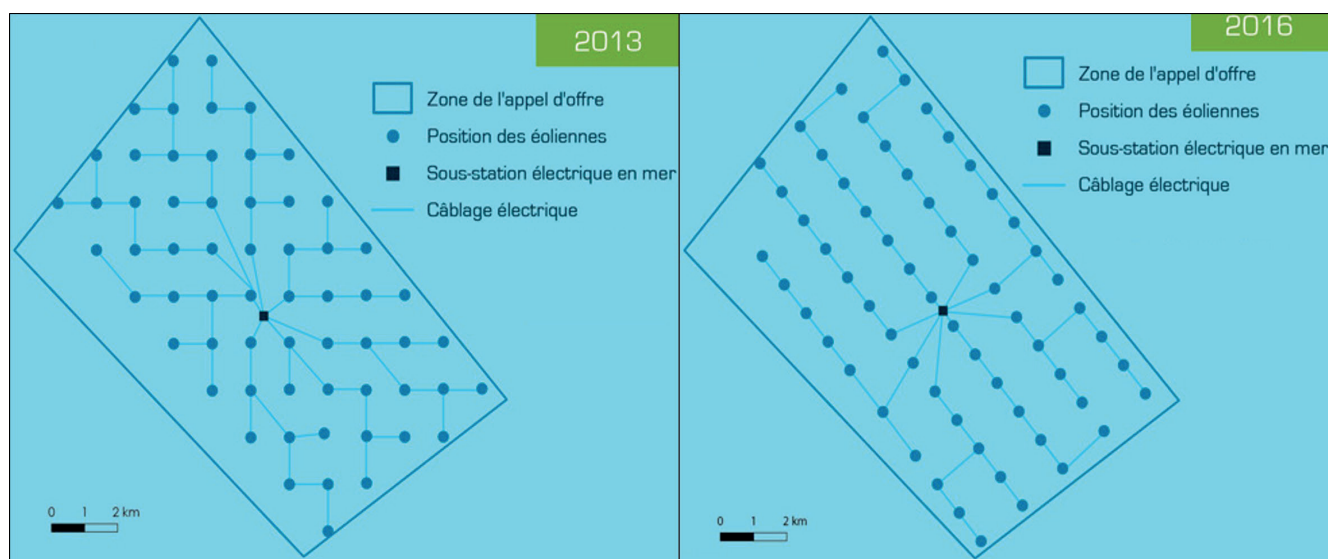 2013
Zone de l'appel d'offre
Position des éoliennes
Sous-station électrique en mer
Câblage électrique
0 1 2 km
2016
Zone de l'appel d'offre
Position des éoliennes
Sous-station électrique en mer
Câblage électrique
0 1 2 km